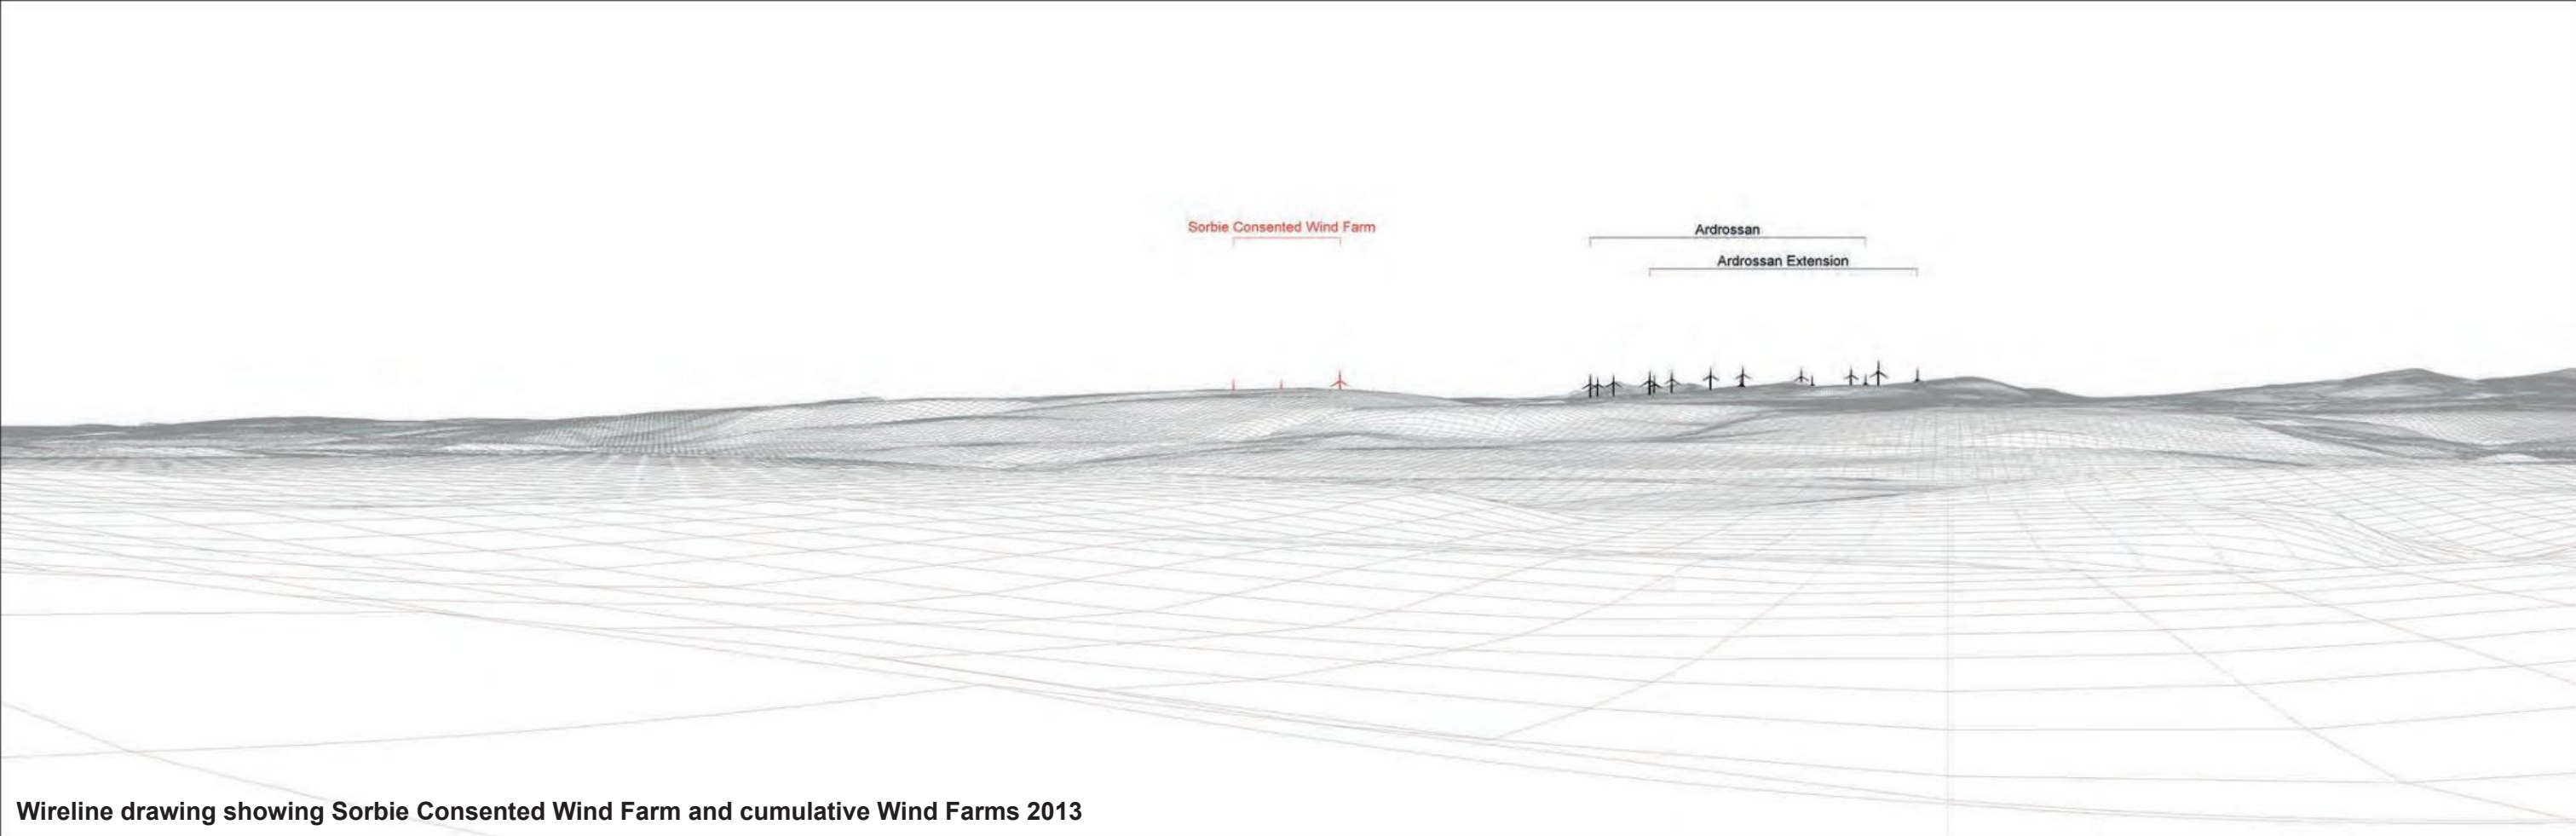 Sorbie Consented Wind Farm
Ardrossan
Ardrossan Extension
Wireline drawing showing Sorbie Consented Wind Farm and cumulative Wind Farms 2013